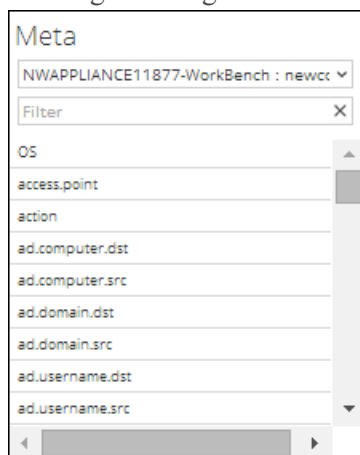 Meta
NWAPPLIANCE11877-WorkBench : newcc
Filter
OS
access.point
action
ad.computer.dst
ad.computer.src
ad.domain.dst
ad.domain.src
ad.username.dst
ad.username.src